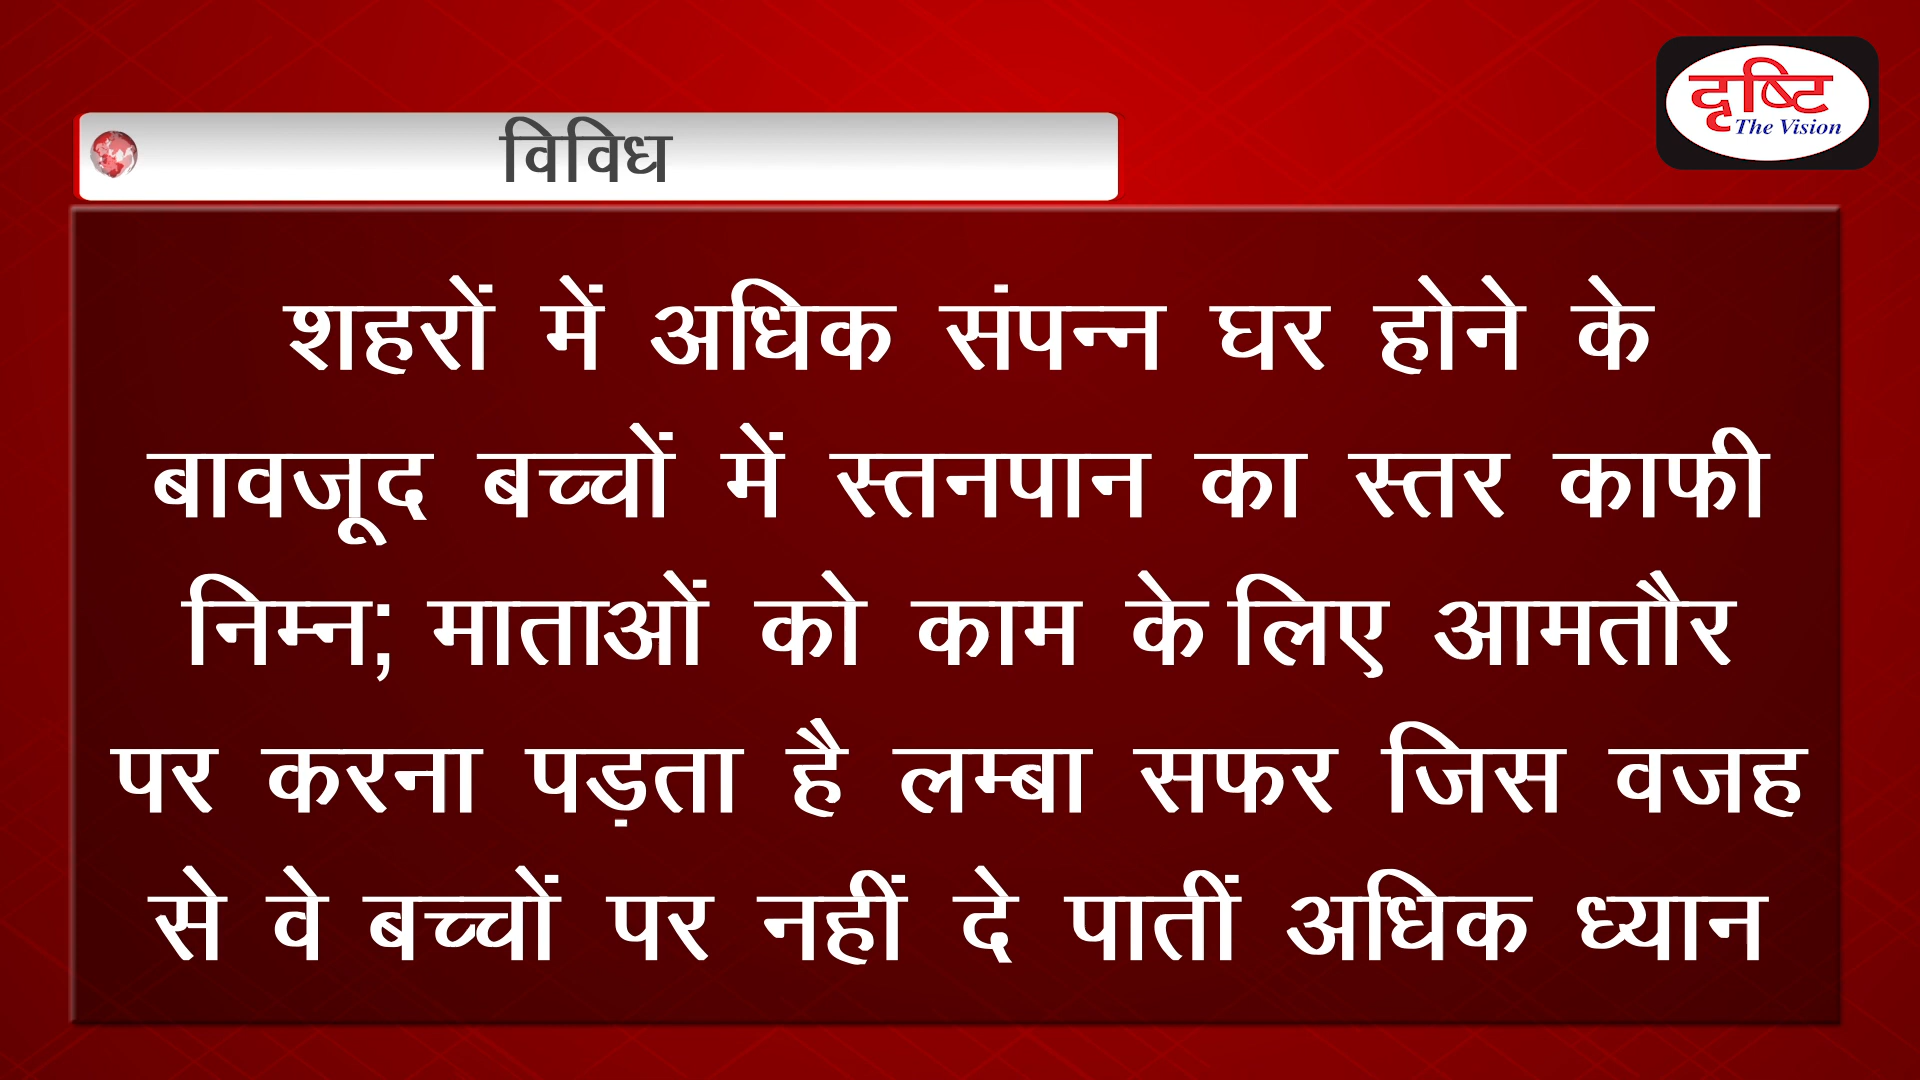 दृष्टि
The Vision
विविध
शहरों में अधिक संपन्न घर होने के
बावजूद बच्चों में स्तनपान का स्तर काफी
निम्न; माताओं को काम के लिए आमतौर
पर करना पड़ता है लम्बा सफर जिस वजह
से वे बच्चों पर नहीं दे पातीं अधिक ध्यान